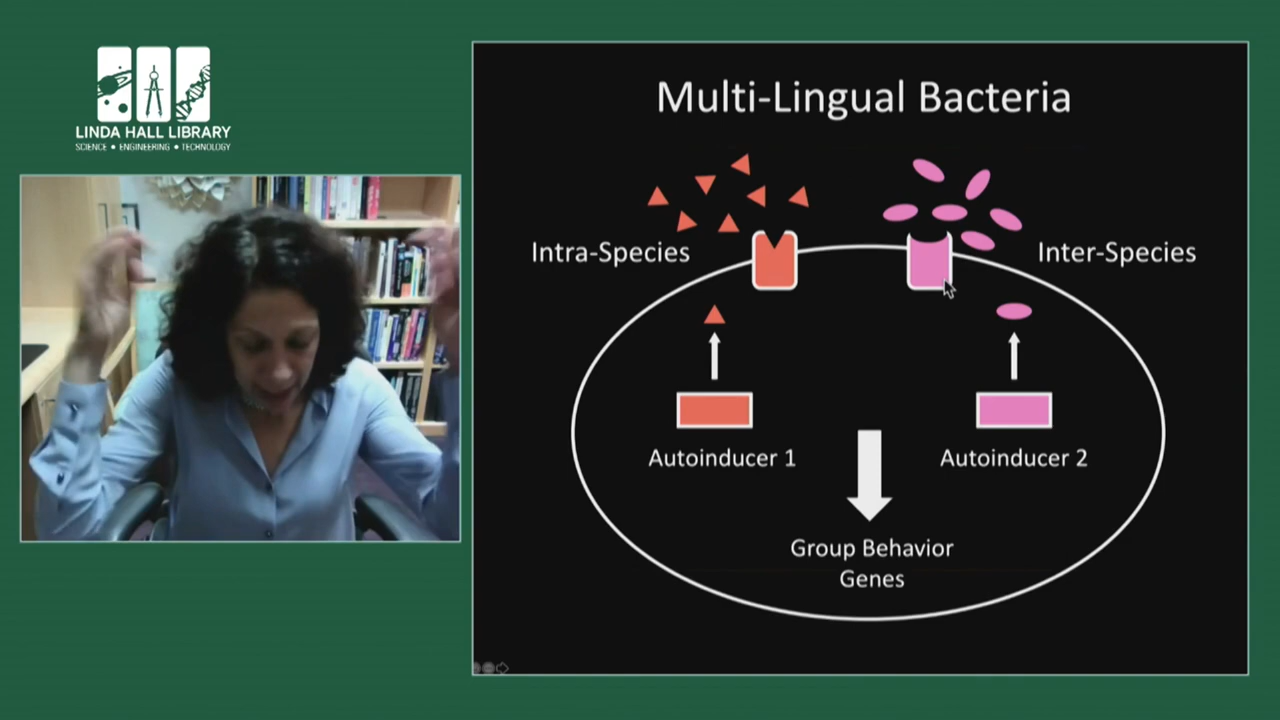 LINDA HALL LIBRARY
SCIENCE • ENGINEERING • TECHNOLOGY
Multi-Lingual Bacteria
Intra-Species
Inter-Species
Autoinducer 1
Autoinducer 2
Group Behavior
Genes